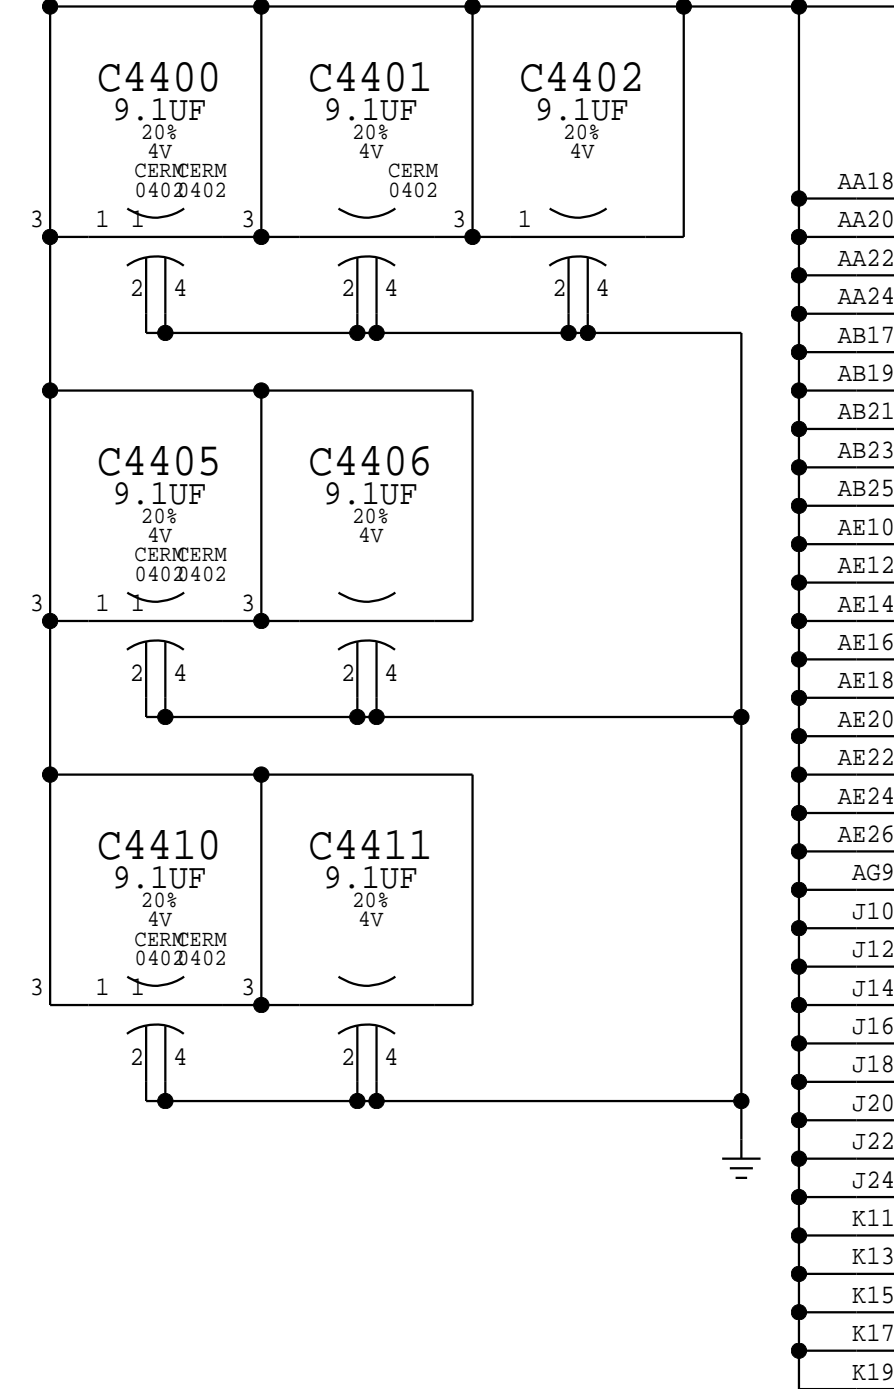 C4400 C4401 C4402
9.1UF 9.1UF 9.1UF
20% 20% 20%
4V 4V 4V
CERM CERM CERM
0402 0402 0402
3 1 1 3 3 1
2 4 2 4 2 4
C4405 C4406
9.1UF 9.1UF
20% 20%
4V 4V
CERM CERM
0402 0402
3 1 1 3
2 4 2 4
C4410 C4411
9.1UF 9.1UF
20% 20%
4V 4V
CERM CERM
0402 0402
3 1 1 3
2 4 2 4
AA18
AA20
AA22
AA24
AB17
AB19
AB21
AB23
AB25
AE10
AE12
AE14
AE16
AE18
AE20
AE22
AE24
AE26
AG9
J10
J12
J14
J16
J18
J20
J22
J24
K11
K13
K15
K17
K19